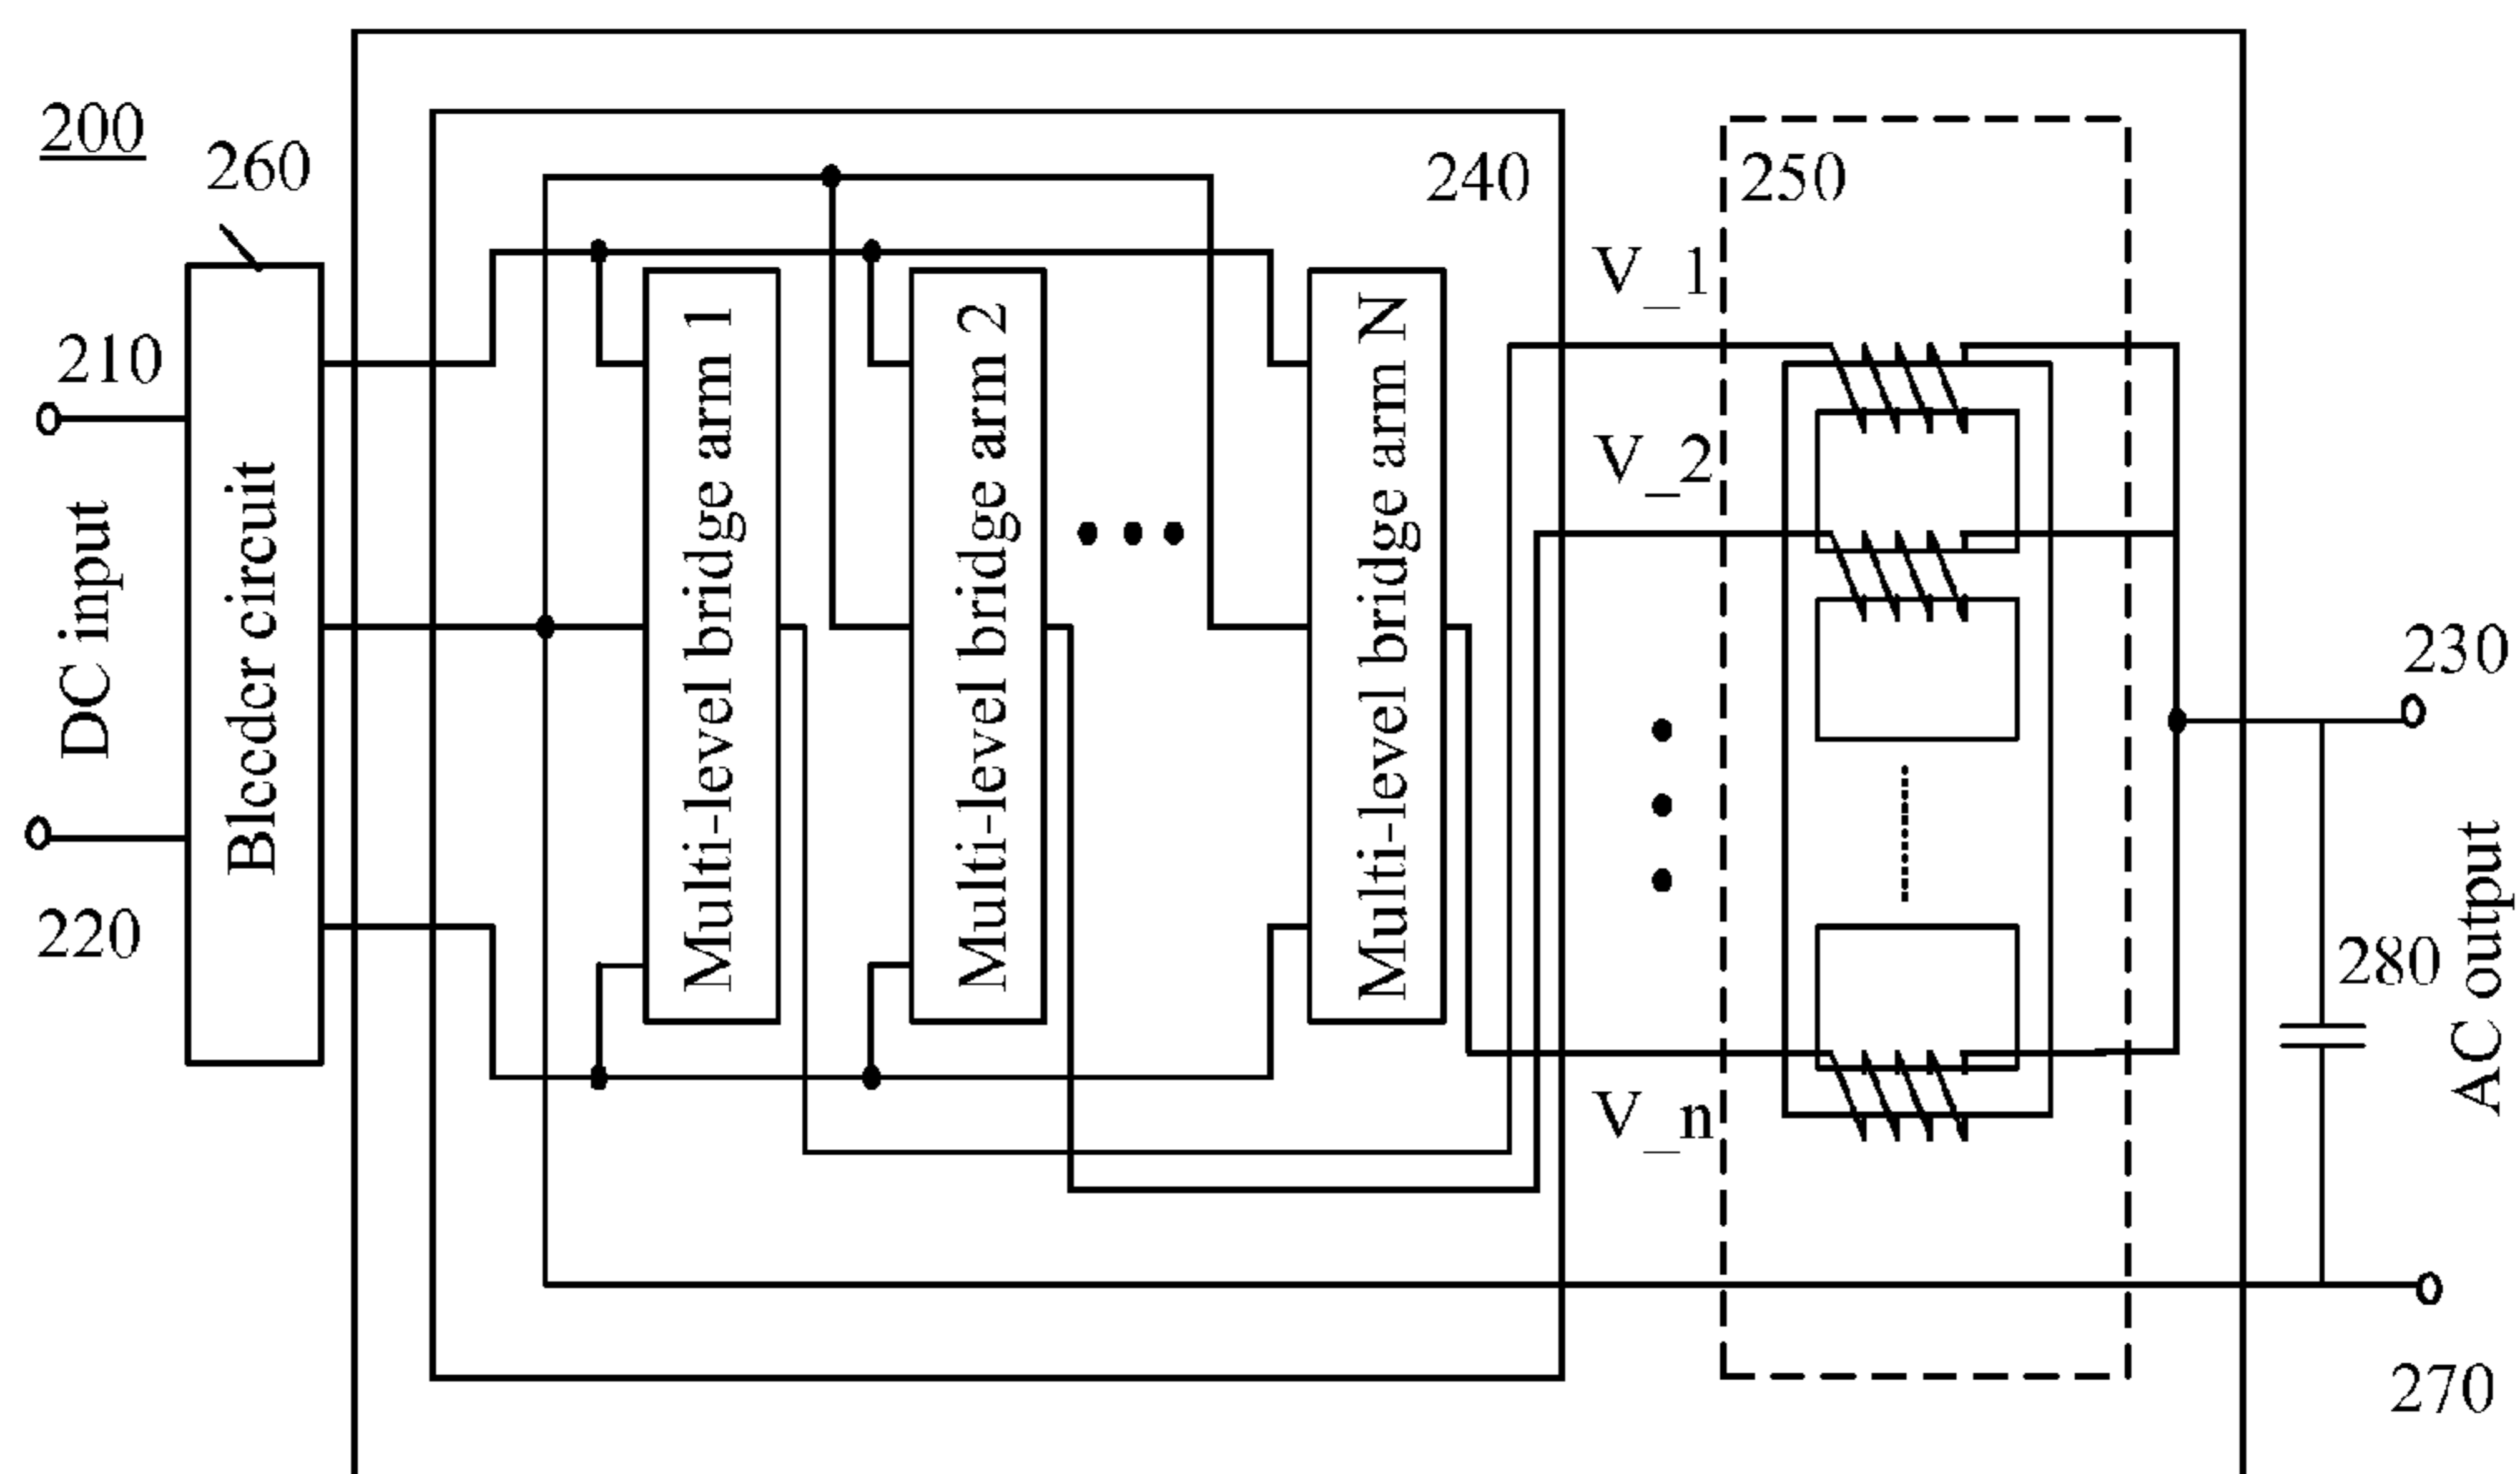 200
260
240
250
V_1
210
V_2
DC input
Bleeder circuit
Multi-level bridge arm 1
Multi-level bridge arm 2
Multi-level bridge arm N
230
220
280
AC output
V_n
270